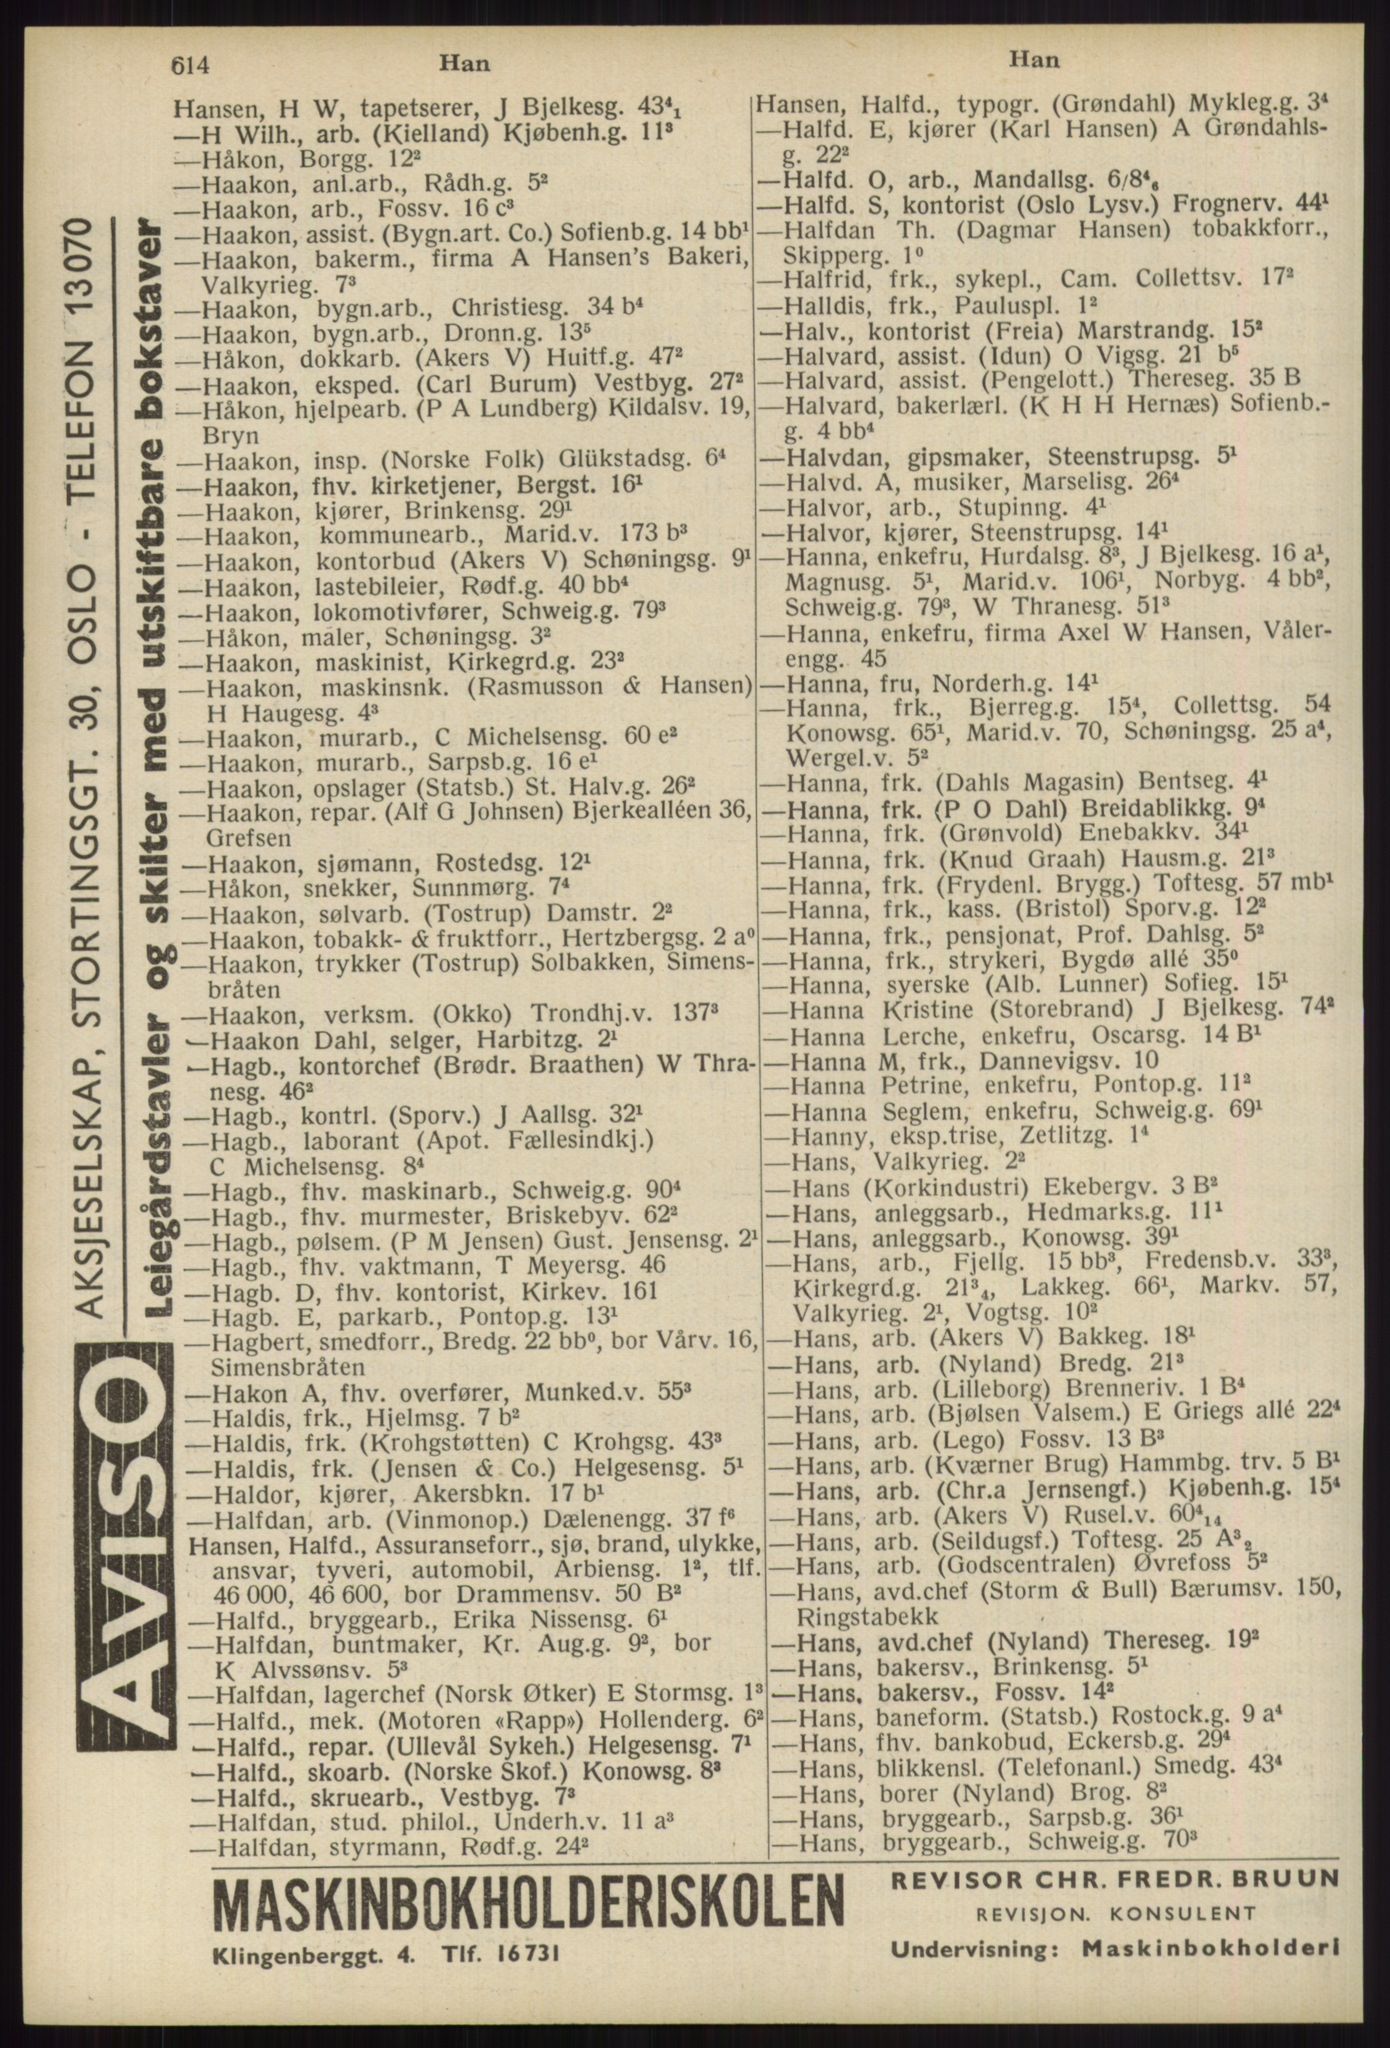 614
Han
Han
Hansen, H W, tapetserer, J Bjelkesg. 43⁴₁
—H Wilh., arb. (Kielland) Kjøbenh.g. 11³
—Håkon, Borgg. 12²
—Haakon, anl.arb., Rådh.g. 5²
—Haakon, arb., Fossv. 16 c³
—Haakon, assist. (Bygn.art. Co.) Sofienb.g. 14 bb¹
—Haakon, bakerm., firma A Hansen's Bakeri,
Valkyrieg. 7³
—Haakon, bygn.arb., Christiesg. 34 b⁴
—Haakon, bygn.arb., Dronn.g. 13⁵
—Håkon, dokkarb. (Akers V) Huitf.g. 47²
—Haakon, eksped. (Carl Burum) Vestbyg. 27²
—Håkon, hjelpearb. (P A Lundberg) Kildalsv. 19,
Bryn
—Haakon, insp. (Norske Folk) Glükstadsg. 6⁴
—Haakon, fhv. kirketjener, Bergst. 16¹
—Haakon, kjører, Brinkensg. 29¹
—Haakon, kommunearb., Marid.v. 173 b³
—Haakon, kontorbud (Akers V) Schøningsg. 9¹
—Haakon, lastebileier, Rødf.g. 40 bb⁴
—Haakon, lokomotivfører, Schweig.g. 79³
—Håkon, maler, Schøningsg. 3²
—Haakon, maskinist, Kirkegrd.g. 23²
—Haakon, maskinsnk. (Rasmusson & Hansen)
H Haugesg. 4³
—Haakon, murarb., C Michelsensg. 60 e²
—Haakon, murarb., Sarpsb.g. 16 e¹
—Haakon, opslager (Statsb.) St. Halv.g. 26²
—Haakon, repar. (Alf G Johnsen) Bjerkealléen 36,
Grefsen
—Haakon, sjømann, Rostedsg. 12¹
—Håkon, snekker, Sunnmørg. 7⁴
—Haakon, sølvarb. (Tostrup) Damstr. 2²
—Haakon, tobakk- & fruktforr., Hertzbergsg. 2 a⁰
—Haakon, trykker (Tostrup) Solbakken, Simens-
bråten
—Haakon, verksm. (Okko) Trondhj.v. 137³
—Haakon Dahl, selger, Harbitzg. 2¹
—Hagb., kontorchef (Brødr. Braathen) W Thra-
nesg. 46²
—Hagb., kontrl. (Sporv.) J Aallsg. 32¹
—Hagb., laborant (Apot. Fællesindkj.)
C Michelsensg. 8⁴
—Hagb., fhv. maskinarb., Schweig.g. 90⁴
—Hagb., fhv. murmester, Briskebyv. 62²
—Hagb., pølsem. (P M Jensen) Gust. Jensensg. 2¹
—Hagb., fhv. vaktmann, T Meyersg. 46
—Hagb. D, fhv. kontorist, Kirkev. 161
—Hagb. E, parkarb., Pontop.g. 13¹
—Hagbert, smedforr., Bredg. 22 bb⁰, bor Vårv. 16,
Simensbråten
—Hakon A, fhv. overfører, Munked.v. 55³
—Haldis, frk., Hjelmsg. 7 b²
—Haldis, frk. (Krohgstøtten) C Krohgsg. 43³
—Haldis, frk. (Jensen & Co.) Helgesensg. 5¹
—Haldor, kjører, Akersbkn. 17 b¹
—Halfdan, arb. (Vinmonop.) Dælenengg. 37 f⁶
Hansen, Halfd., Assuranseforr., sjø, brand, ulykke,
ansvar, tyveri, automobil, Arbiensg. 1², tlf.
46 000, 46 600, bor Drammensv. 50 B²
—Halfd., bryggearb., Erika Nissensg. 6¹
—Halfdan, buntmaker, Kr. Aug.g. 9², bor
K Alvssønsv. 5³
—Halfdan, lagerchef (Norsk Øtker) E Stormsg. 1³
—Halfd., mek. (Motoren «Rapp») Hollenderg. 6²
—Halfd., repar. (Ullevål Sykeh.) Helgesensg. 7¹
—Halfd., skoarb. (Norske Skof.) Konowsg. 8³
—Halfd., skruearb., Vestbyg. 7³
—Halfdan, stud. philol., Underh.v. 11 a³
—Halfdan, styrmann, Rødf.g. 24²
Hansen, Halfd., typogr. (Grøndahl) Mykleg.g. 3⁴
—Halfd. E, kjører (Karl Hansen) A Grøndahls-
g. 22²
—Halfd. O, arb., Mandallsg. 6/8⁴₆
—Halfd. S, kontorist (Oslo Lysv.) Frognerv. 44¹
—Halfdan Th. (Dagmar Hansen) tobakkforr.,
Skipperg. 1⁰
—Halfrid, frk., sykepl., Cam. Collettsv. 17²
—Halldis, frk., Pauluspl. 1²
—Halv., kontorist (Freia) Marstrandg. 15²
—Halvard, assist. (Idun) O Vigsg. 21 b⁵
—Halvard, assist. (Pengelott.) Thereseg. 35 B
—Halvard, bakerlærl. (K H H Hernæs) Sofienb.-
g. 4 bb⁴
—Halvdan, gipsmaker, Steenstrupsg. 5¹
—Halvd. A, musiker, Marselisg. 26⁴
—Halvor, arb., Stupinng. 4¹
—Halvor, kjører, Steenstrupsg. 14¹
—Hanna, enkefru, Hurdalsg. 8³, J Bjelkesg. 16 a¹,
Magnusg. 5¹, Marid.v. 106¹, Norbyg. 4 bb²,
Schweig.g. 79³, W Thranesg. 51³
—Hanna, enkefru, firma Axel W Hansen, Våler-
engg. 45
—Hanna, fru, Norderh.g. 14¹
—Hanna, frk., Bjerreg.g. 15⁴, Collettsg. 54
Konowsg. 65¹, Marid.v. 70, Schøningsg. 25 a⁴,
Wergel.v. 5²
—Hanna, frk. (Dahls Magasin) Bentseg. 4¹
—Hanna, frk. (P O Dahl) Breidablikkg. 9⁴
—Hanna, frk. (Grønvold) Enebakkv. 34¹
—Hanna, frk. (Knud Graah) Hausm.g. 21³
—Hanna, frk. (Frydenl. Brygg.) Toftesg. 57 mb¹
—Hanna, frk., kass. (Bristol) Sporv.g. 12²
—Hanna, frk., pensjonat, Prof. Dahlsg. 5²
—Hanna, frk., strykeri, Bygdø allé 35⁰
—Hanna, syerske (Alb. Lunner) Sofieg. 15¹
—Hanna Kristine (Storebrand) J Bjelkesg. 74²
—Hanna Lerche, enkefru, Oscarsg. 14 B¹
—Hanna M, frk., Dannevigsv. 10
—Hanna Petrine, enkefru, Pontop.g. 11²
—Hanna Seglem, enkefru, Schweig.g. 69¹
—Hanny, eksp.trise, Zetlitzg. 1⁴
—Hans, Valkyrieg. 2²
—Hans (Korkindustri) Ekebergv. 3 B²
—Hans, anleggsarb., Hedmarks.g. 11¹
—Hans, anleggsarb., Konowsg. 39¹
—Hans, arb., Fjellg. 15 bb³, Fredensb.v. 33³,
Kirkegrd.g. 21³₄, Lakkeg. 66¹, Markv. 57,
Valkyrieg. 2¹, Vogtsg. 10²
—Hans, arb. (Akers V) Bakkeg. 18¹
—Hans, arb. (Nyland) Bredg. 21³
—Hans, arb. (Lilleborg) Brenneriv. 1 B⁴
—Hans, arb. (Bjølsen Valsem.) E Griegs allé 22⁴
—Hans, arb. (Lego) Fossv. 13 B³
—Hans, arb. (Kværner Brug) Hammbg. trv. 5 B¹
—Hans, arb. (Chr.a Jernsengf.) Kjøbenh.g. 15⁴
—Hans, arb. (Akers V) Rusel.v. 60⁴₁₄
—Hans, arb. (Seildugsf.) Toftesg. 25 A³₂
—Hans, arb. (Godscentralen) Øvrefoss 5²
—Hans, avd.chef (Storm & Bull) Bærumsv. 150,
Ringstabekk
—Hans, avd.chef (Nyland) Thereseg. 19²
—Hans, bakersv., Brinkensg. 5¹
—Hans, bakersv., Fossv. 14²
—Hans, baneform. (Statsb.) Rostock.g. 9 a⁴
—Hans, fhv. bankobud, Eckersb.g. 29⁴
—Hans, blikkensl. (Telefonanl.) Smedg. 43⁴
—Hans, borer (Nyland) Brog. 8²
—Hans, bryggearb., Sarpsb.g. 36¹
—Hans, bryggearb., Schweig.g. 70³
AVISO
AKSJESELSKAP, STORTINGSGT. 30, OSLO - TELEFON 13070
Leiegårdstavler og skilter med utskiftbare bokstaver
MASKINBOKHOLDERISKOLEN
Klingenberggt. 4. Tlf. 16731
REVISOR CHR. FREDR. BRUUN
REVISJON. KONSULENT
Undervisning: Maskinbokholderi